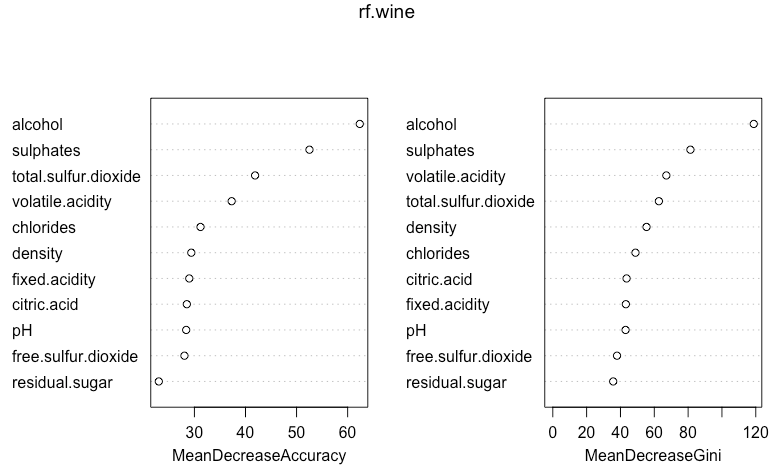 rf.wine
alcohol
sulphates
total.sulfur.dioxide
volatile.acidity
chlorides
density
fixed.acidity
citric.acid
pH
free.sulfur.dioxide
residual.sugar
30 40 50 60
MeanDecreaseAccuracy
alcohol
sulphates
volatile.acidity
total.sulfur.dioxide
density
chlorides
citric.acid
fixed.acidity
pH
free.sulfur.dioxide
residual.sugar
0 20 40 60 80 120
MeanDecreaseGini